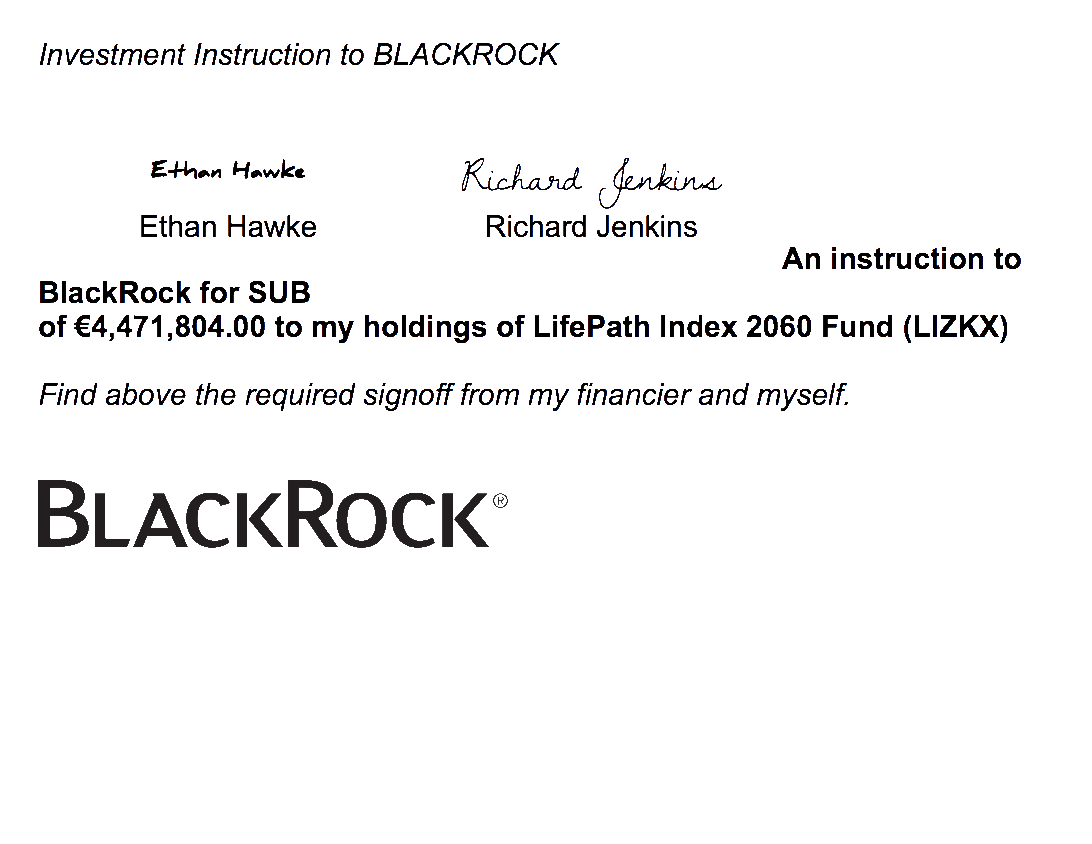 Investment Instruction to BLACKROCK
Ethan Hawke Richard Jenkins
Ethan Hawke Richard Jenkins
An instruction to
BlackRock for SUB
of €4,471,804.00 to my holdings of LifePath Index 2060 Fund (LIZKX)
Find above the required signoff from my financier and myself.
BLACKROCK®